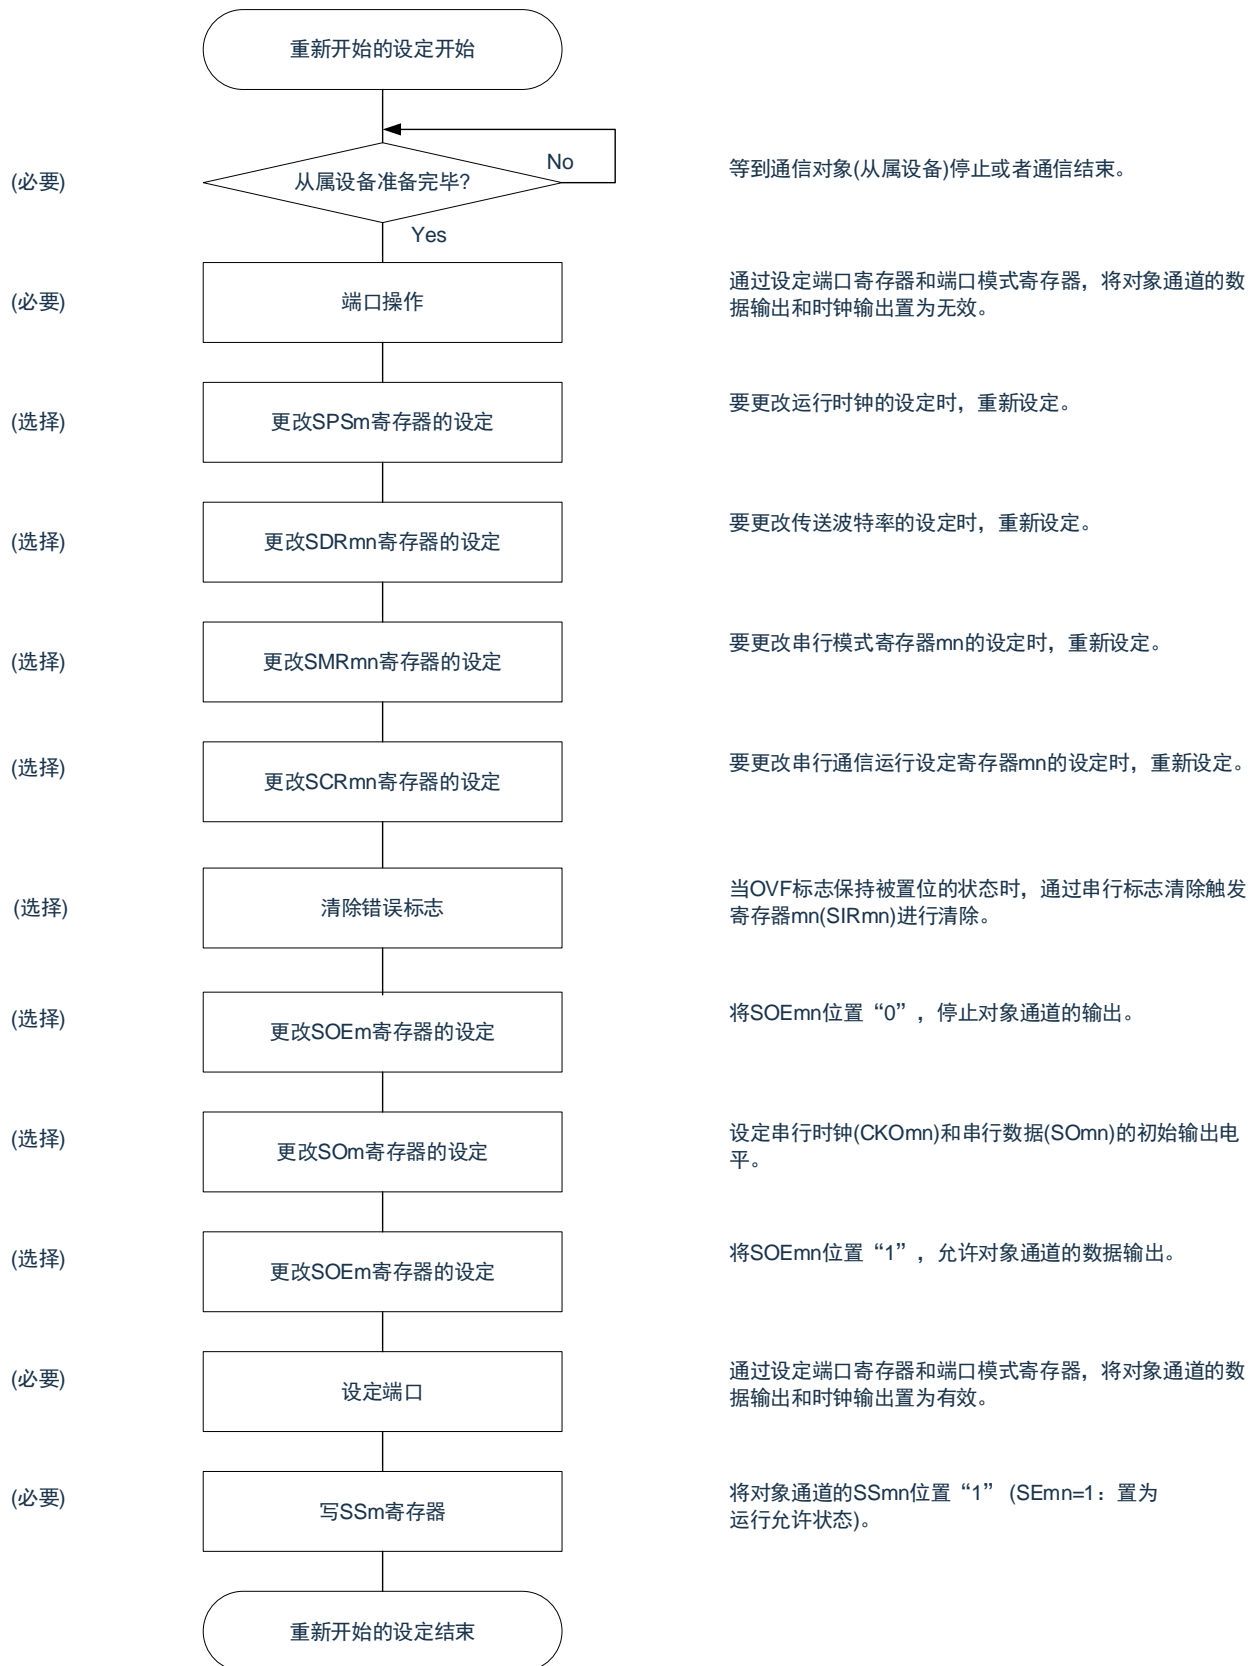 重新开始的设定开始
No
(必要)
从属设备准备完毕?
等到通信对象(从属设备)停止或者通信结束。
Yes
(必要)
端口操作
通过设定端口寄存器和端口模式寄存器，将对象通道的数
据输出和时钟输出置为无效。
(选择)
更改SPSm寄存器的设定
要更改运行时钟的设定时，重新设定。
(选择)
更改SDRmn寄存器的设定
要更改传送波特率的设定时，重新设定。
(选择)
更改SMRmn寄存器的设定
要更改串行模式寄存器mn的设定时，重新设定。
(选择)
更改SCRmn寄存器的设定
要更改串行通信运行设定寄存器mn的设定时，重新设定。
(选择)
清除错误标志
当OVF标志保持被置位的状态时，通过串行标志清除触发
寄存器mn(SIRmn)进行清除。
(选择)
更改SOEm寄存器的设定
将SOEmn位置“0”，停止对象通道的输出。
(选择)
更改SOm寄存器的设定
设定串行时钟(CKOmn)和串行数据(SOmn)的初始输出电
平。
(选择)
更改SOEm寄存器的设定
将SOEmn位置“1”，允许对象通道的数据输出。
(必要)
设定端口
通过设定端口寄存器和端口模式寄存器，将对象通道的数
据输出和时钟输出置为有效。
(必要)
写SSm寄存器
将对象通道的SSmn位置“1” (SEmn=1：置为
运行允许状态)。
重新开始的设定结束